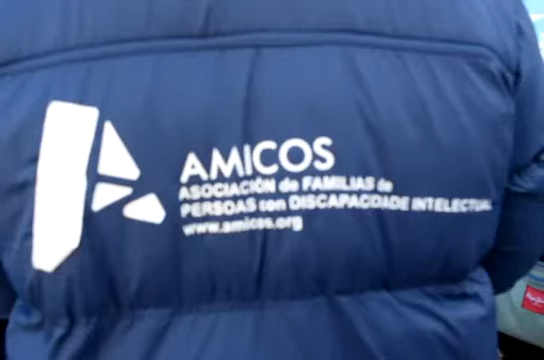 AMICOS
ASOCIACIÓN de FAMILIAS de
PERSOAS con DISCAPACIDADE INTELECTUAL
www.amicos.org